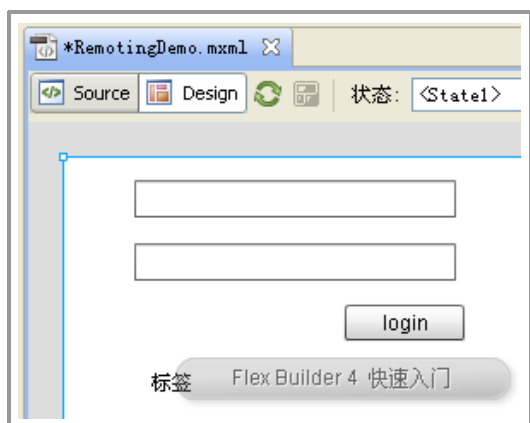 *RemotingDemo.mxml
Source Design 状态: <State1>
login
标签 Flex Builder 4 快速入门